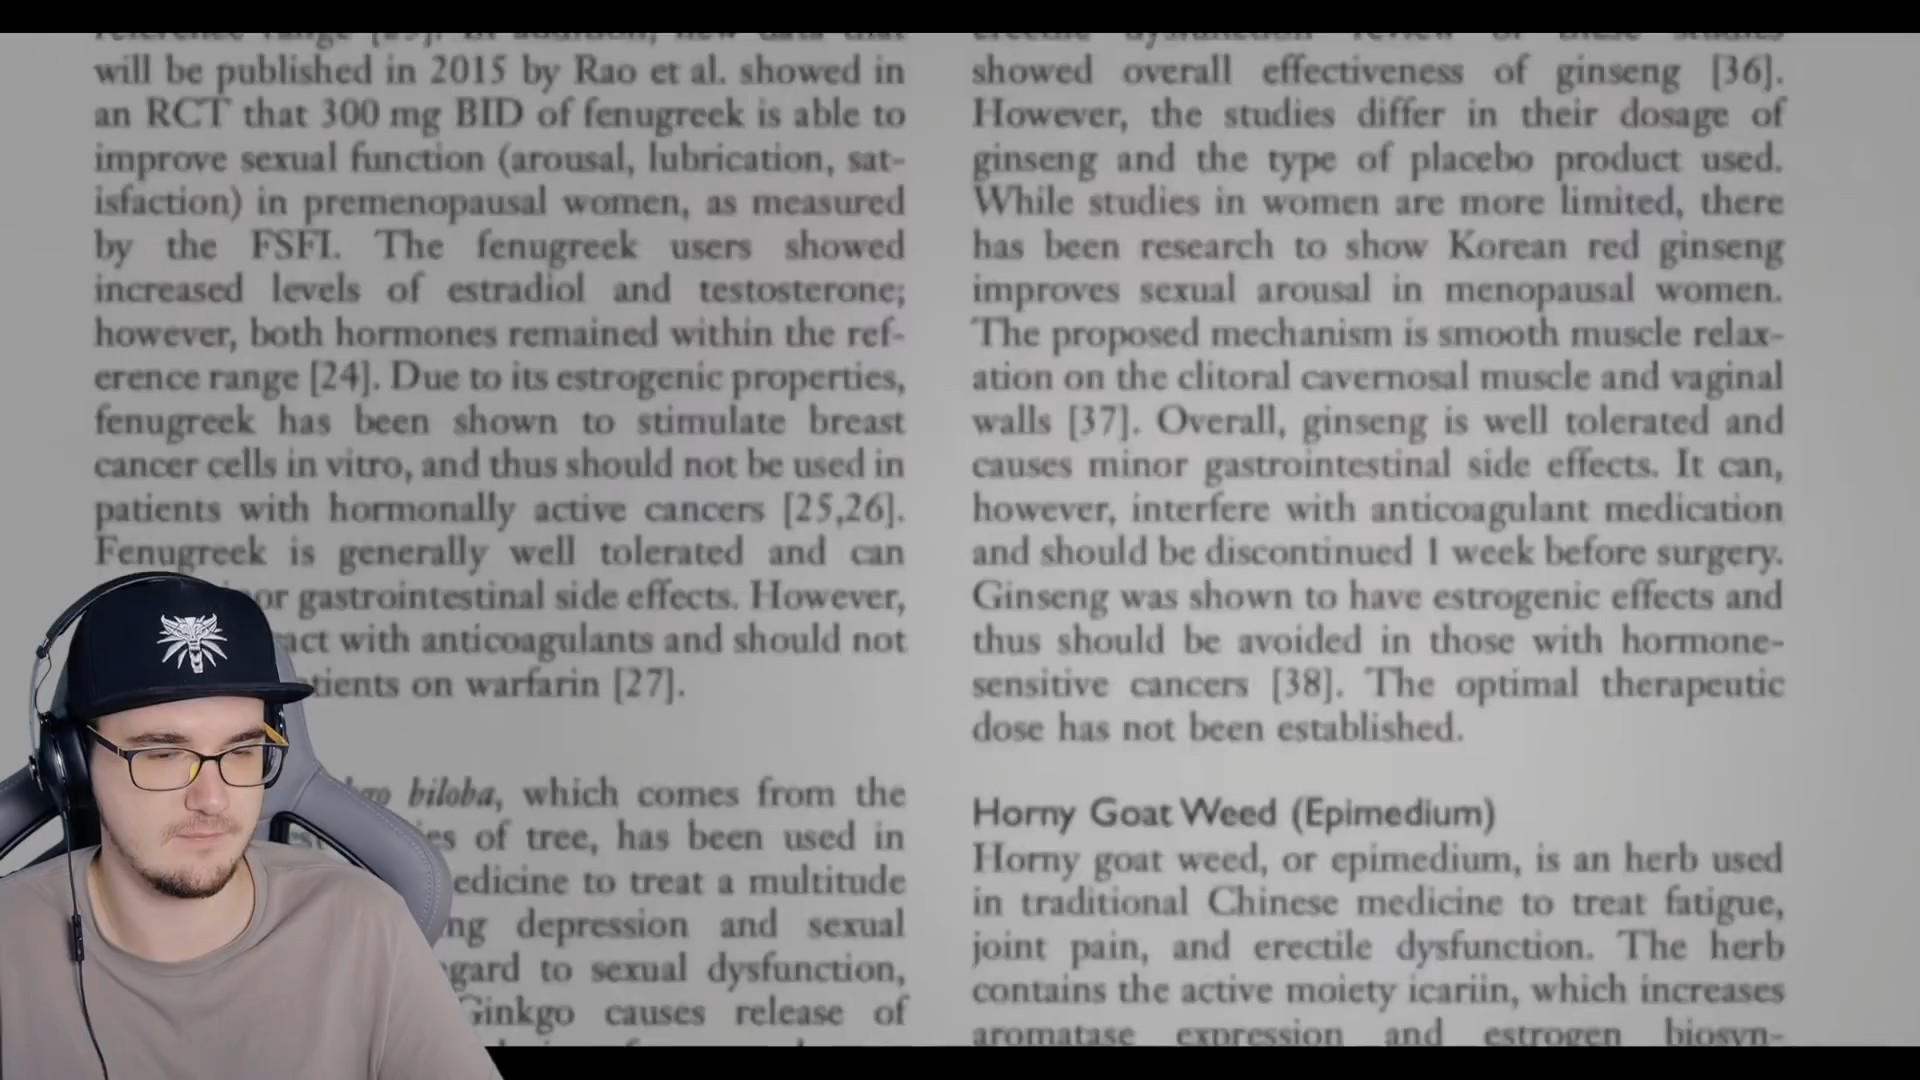 will be published in 2015 by Rao et al. showed in
an RCT that 300 mg BID of fenugreek is able to
improve sexual function (arousal, lubrication, sat-
isfaction) in premenopausal women, as measured
by the FSFI. The fenugreek users showed
increased levels of estradiol and testosterone;
however, both hormones remained within the ref-
erence range [24]. Due to its estrogenic properties,
fenugreek has been shown to stimulate breast
cancer cells in vitro, and thus should not be used in
patients with hormonally active cancers [25,26].
Fenugreek is generally well tolerated and can
or gastrointestinal side effects. However,
act with anticoagulants and should not
tients on warfarin [27].
go biloba, which comes from the
es of tree, has been used in
edicine to treat a multitude
ng depression and sexual
gard to sexual dysfunction,
Ginkgo causes release of
erectile dysfunction review of these studies
showed overall effectiveness of ginseng [36].
However, the studies differ in their dosage of
ginseng and the type of placebo product used.
While studies in women are more limited, there
has been research to show Korean red ginseng
improves sexual arousal in menopausal women.
The proposed mechanism is smooth muscle relax-
ation on the clitoral cavernosal muscle and vaginal
walls [37]. Overall, ginseng is well tolerated and
causes minor gastrointestinal side effects. It can,
however, interfere with anticoagulant medication
and should be discontinued 1 week before surgery.
Ginseng was shown to have estrogenic effects and
thus should be avoided in those with hormone-
sensitive cancers [38]. The optimal therapeutic
dose has not been established.
Horny Goat Weed (Epimedium)
Horny goat weed, or epimedium, is an herb used
in traditional Chinese medicine to treat fatigue,
joint pain, and erectile dysfunction. The herb
contains the active moiety icariin, which increases
aromatase expression and estrogen biosyn-